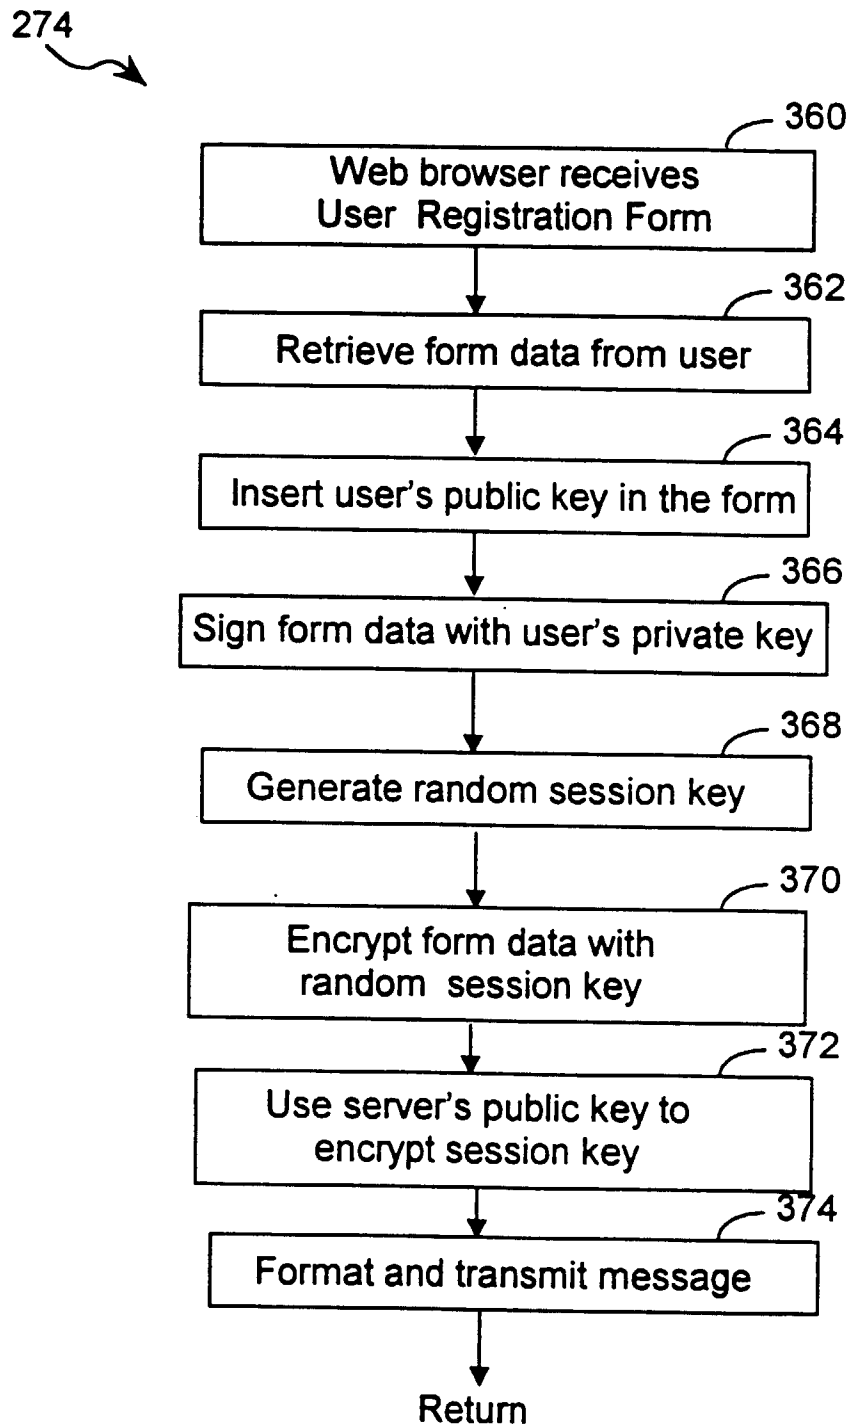 274
360
Web browser receives
User Registration Form
362
Retrieve form data from user
364
Insert user's public key in the form
366
Sign form data with user's private key
368
Generate random session key
370
Encrypt form data with
random session key
372
Use server's public key to
encrypt session key
374
Format and transmit message
Return